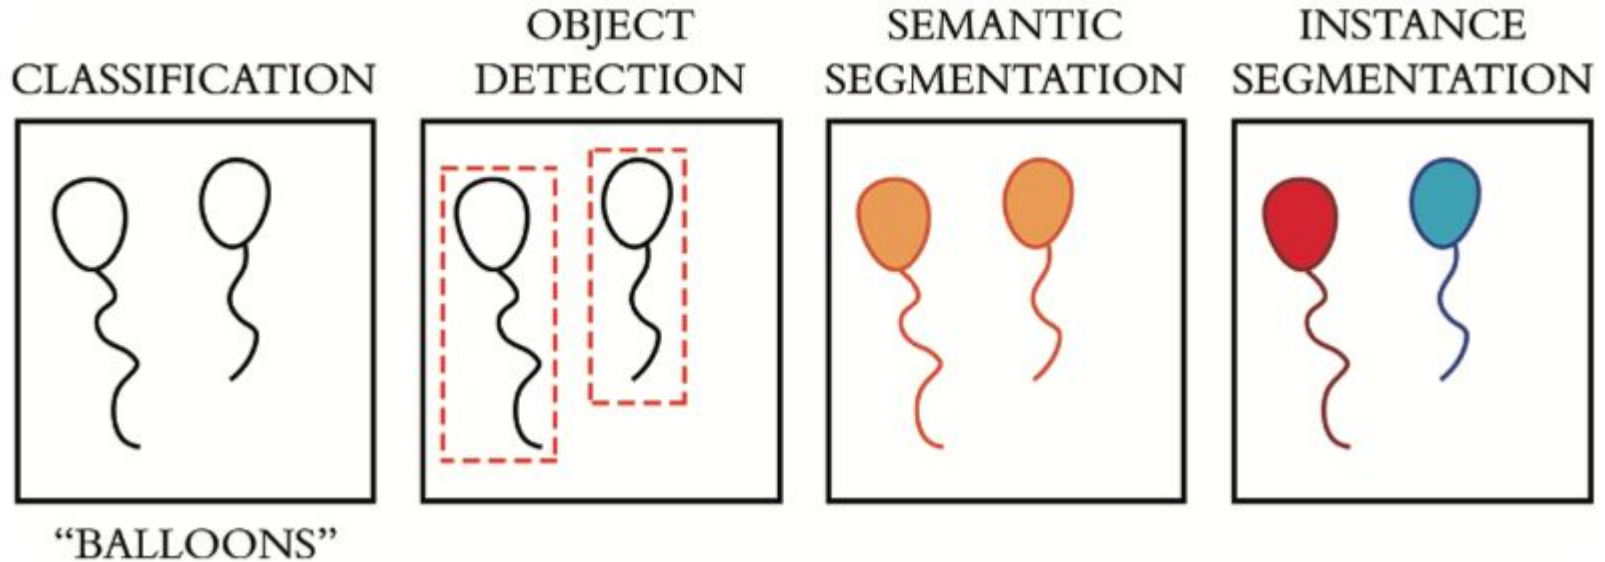 CLASSIFICATION
OBJECT
DETECTION
SEMANTIC
SEGMENTATION
INSTANCE
SEGMENTATION
“BALLOONS”